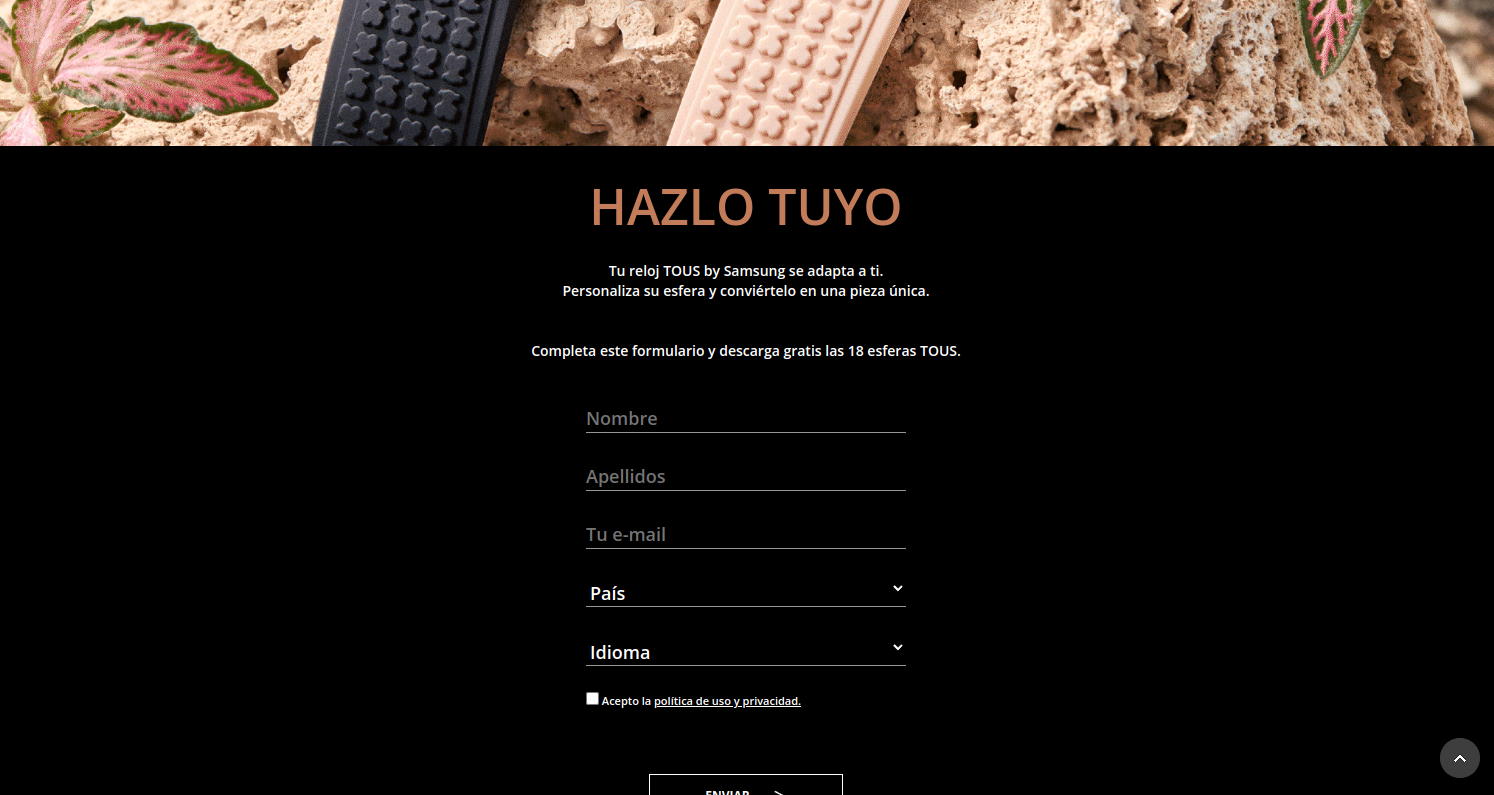 HAZLO TUYO
Tu reloj TOUS by Samsung se adapta a ti.
Personaliza su esfera y conviértelo en una pieza única.
Completa este formulario y descarga gratis las 18 esferas TOUS.
Nombre
Apellidos
Tu e-mail
País
Idioma
Acepto la política de uso y privacidad.
ENVIAR >